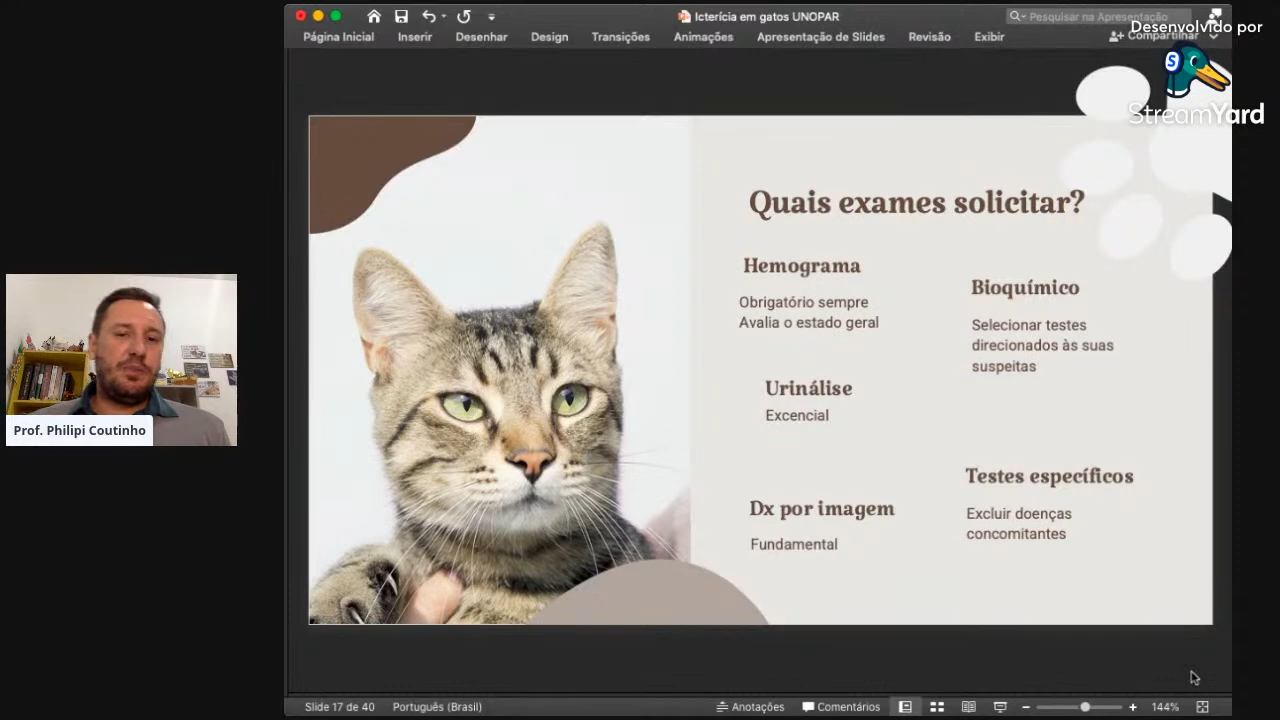 Icterícia em gatos UNOPAR
Pesquisar na Apresentação
Desenvolvido por
StreamYard
Página Inicial
Inserir
Desenhar
Design
Transições
Animações
Apresentação de Slides
Revisão
Exibir
Compartilhar
Quais exames solicitar?
Hemograma
Obrigatório sempre
Avalia o estado geral
Bioquímico
Selecionar testes
direcionados às suas
suspeitas
Urinálise
Excencial
Testes específicos
Excluir doenças
concomitantes
Dx por imagem
Fundamental
Prof. Philipi Coutinho
Slide 17 de 40
Português (Brasil)
Anotações
Comentários
144%